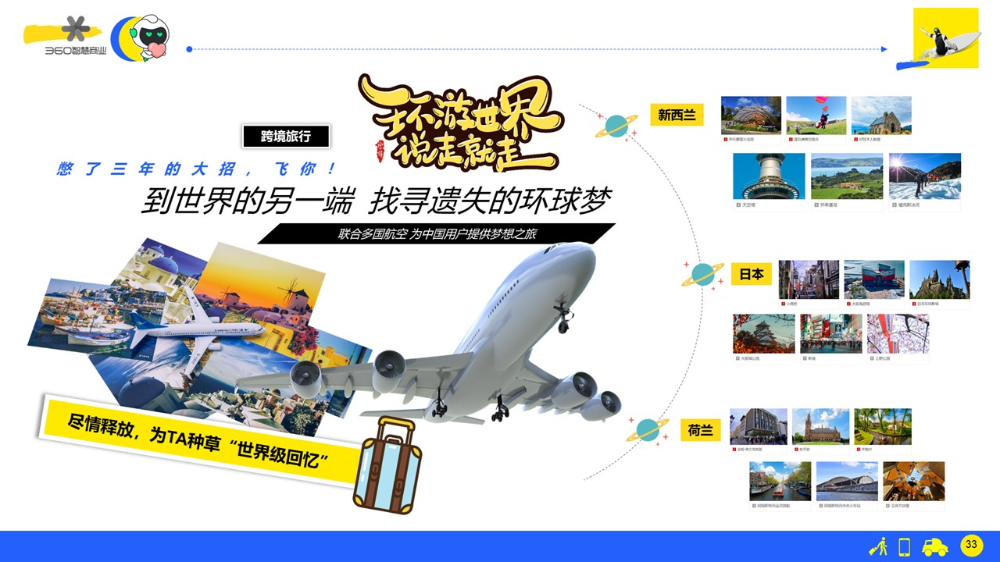 360智慧商业
环游世界
说走就走
跨境旅行
憋了三年的大招，飞你！
到世界的另一端 找寻遗失的环球梦
联合多国航空 为中国用户提供梦想之旅
尽情释放，为TA种草“世界级回忆”
新西兰
天空塔
怀希基岛
福克斯冰河
日本
心斋桥
大阪海游馆
日本环球影城
大阪城公园
新宿
上野公园
荷兰
和平宫
羊角村
阿姆斯特丹运河游船
阿姆斯特丹中央火车站
立体方块屋
33